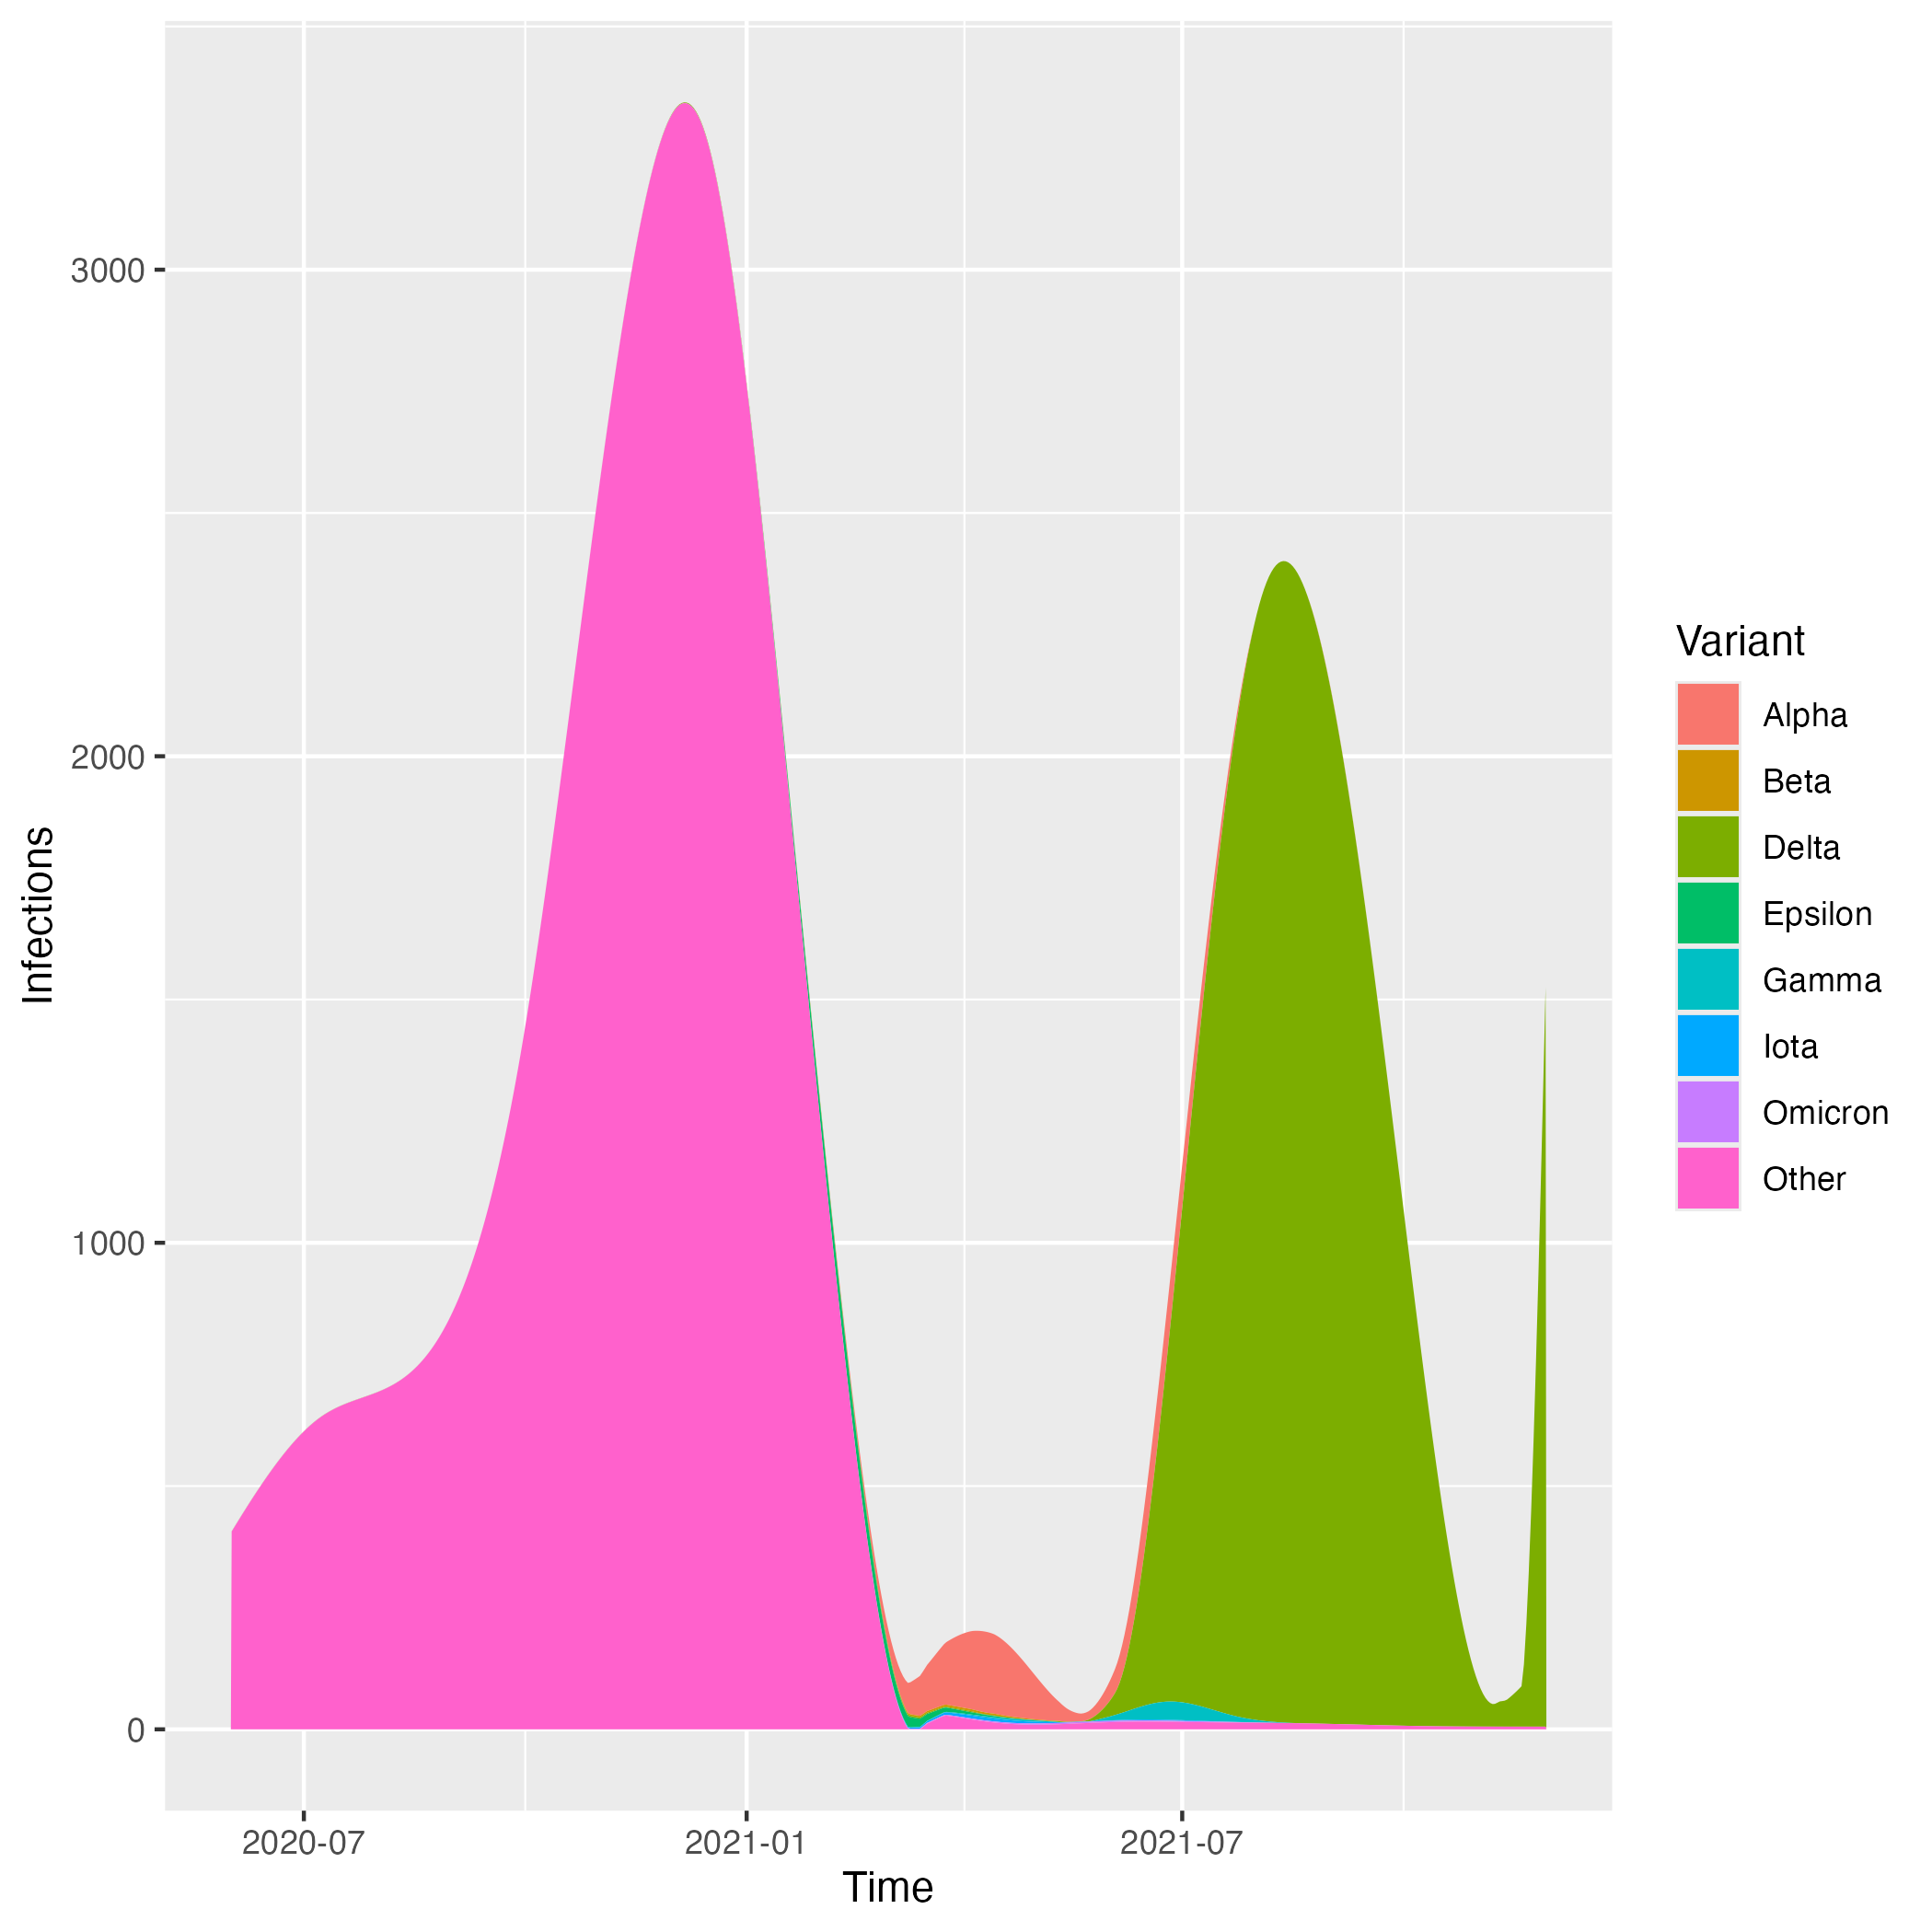 Infections
3000
2000
1000
0
2020-07
2021-01
2021-07
Time
Variant
Alpha
Beta
Delta
Epsilon
Gamma
Iota
Omicron
Other